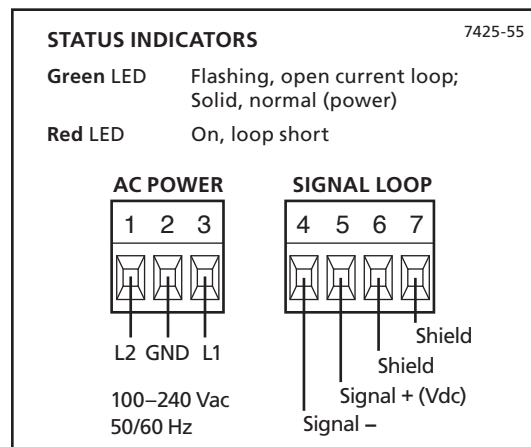 7425-55
STATUS INDICATORS
Green LED Flashing, open current loop;
Solid, normal (power)
Red LED On, loop short
AC POWER SIGNAL LOOP
1 2 3 4 5 6 7
L2 GND L1 Shield
Shield
100–240 Vac Signal + (Vdc)
50/60 Hz Signal –